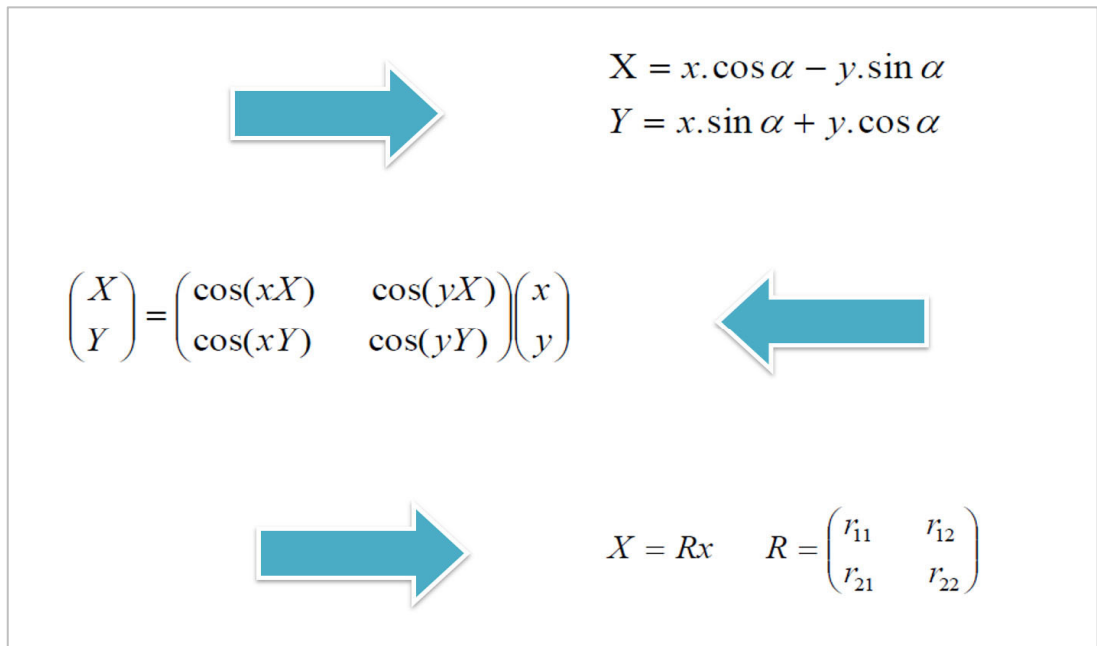 X = x.cos α − y.sin α
Y = x.sin α + y.cos α
(X Y) = (cos(xX) cos(yX) cos(xY) cos(yY)) (x y)
X = Rx R = (r₁₁ r₁₂ r₂₁ r₂₂)